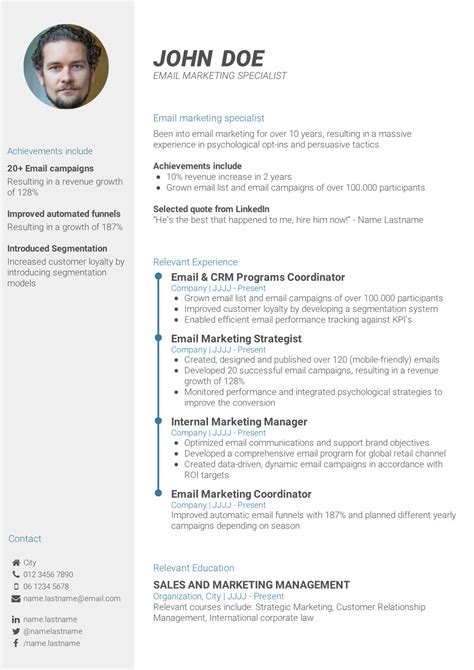 JOHN DOE
EMAIL MARKETING SPECIALIST
Achievements include
20+ Email campaigns
Resulting in a revenue growth
of 128%
Improved automated funnels
Resulting in a growth of 187%
Introduced Segmentation
Increased customer loyalty by
introducing segmentation
models
Contact
City
012 3456 7890
06 1234 5678
name.lastname@email.com
name.lastname
@namelastname
/name.lastname
Email marketing specialist
Been into email marketing for over 10 years, resulting in a massive
experience in psychological opt-ins and persuasive tactics.
Achievements include
• 10% revenue increase in 2 years
• Grown email list and email campaigns of over 100.000 participants
Selected quote from LinkedIn
“He's the best that happened to me, hire him now!” - Name Lastname
Relevant Experience
Email & CRM Programs Coordinator
Company | JJJJ - Present
• Grown email list and email campaigns of over 100.000 participants
• Improved customer loyalty by developing a segmentation system
• Enabled efficient email performance tracking against KPI's
Email Marketing Strategist
Company | JJJJ - Present
• Created, designed and published over 120 (mobile-friendly) emails
• Developed 20 successful email campaigns, resulting in a revenue
growth of 128%
• Monitored performance and integrated psychological strategies to
improve the conversion
Internal Marketing Manager
Company | JJJJ - Present
• Optimized email communications and support brand objectives
• Developed a comprehensive email program for global retail channel
• Created data-driven, dynamic email campaigns in accordance with
ROI targets
Email Marketing Coordinator
Company | JJJJ - Present
Improved automatic email funnels with 187% and planned different yearly
campaigns depending on season
Relevant Education
SALES AND MARKETING MANAGEMENT
Organization, City | JJJJ - Present
Relevant courses include: Strategic Marketing, Customer Relationship
Management, International corporate law